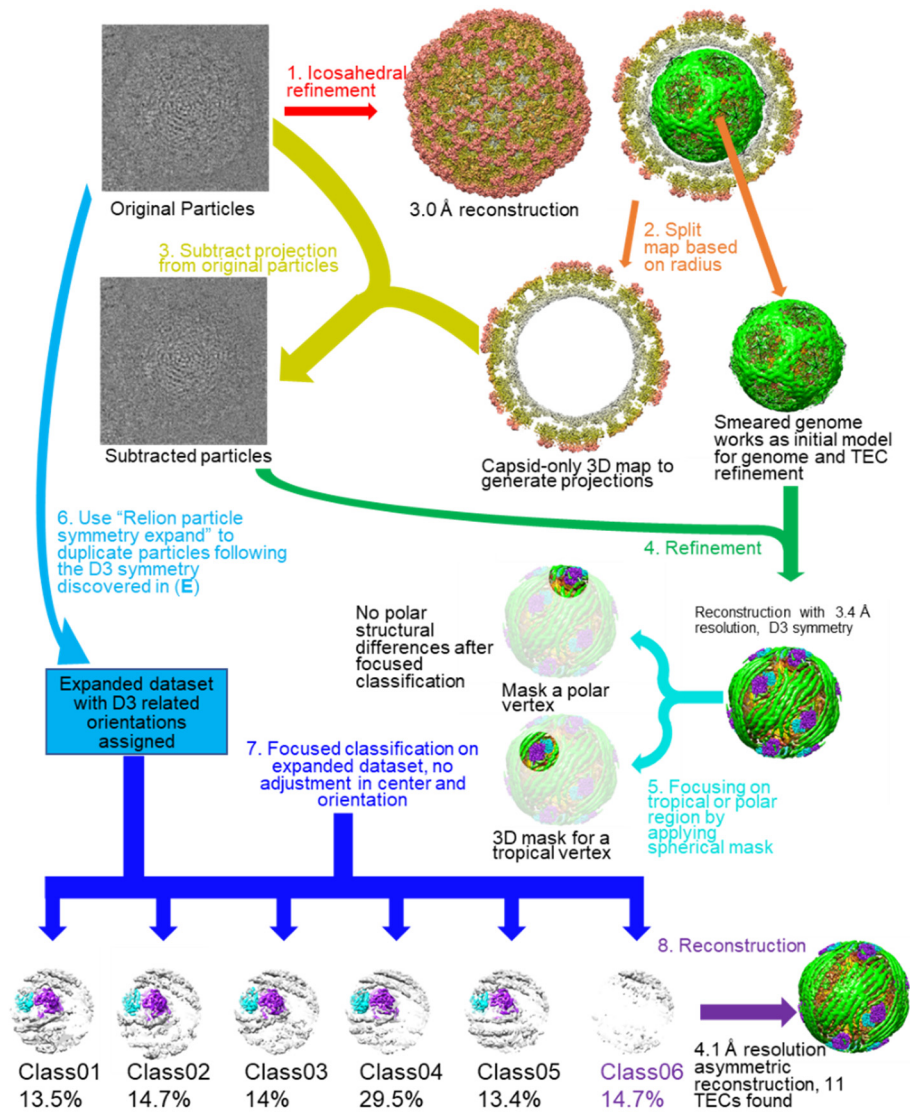 1. Icosahedral
refinement
Original Particles
3.0 Å reconstruction
2. Split
map based
on radius
3. Subtract projection
from original particles
Subtracted particles
Capsid-only 3D map to
generate projections
Smeared genome
works as initial model
for genome and TEC
refinement
4. Refinement
6. Use “Relion particle
symmetry expand” to
duplicate particles following
the D3 symmetry
discovered in (E)
No polar
structural
differences after
focused
classification
Mask a polar
vertex
Reconstruction with 3.4 Å
resolution, D3 symmetry
Expanded dataset
with D3 related
orientations
assigned
7. Focused classification on
expanded dataset, no
adjustment in center and
orientation
3D mask for a
tropical vertex
5. Focusing on
tropical or polar
region by
applying
spherical mask
8. Reconstruction
Class01
13.5%
Class02
14.7%
Class03
14%
Class04
29.5%
Class05
13.4%
Class06
14.7%
4.1 Å resolution
asymmetric
reconstruction, 11
TECs found